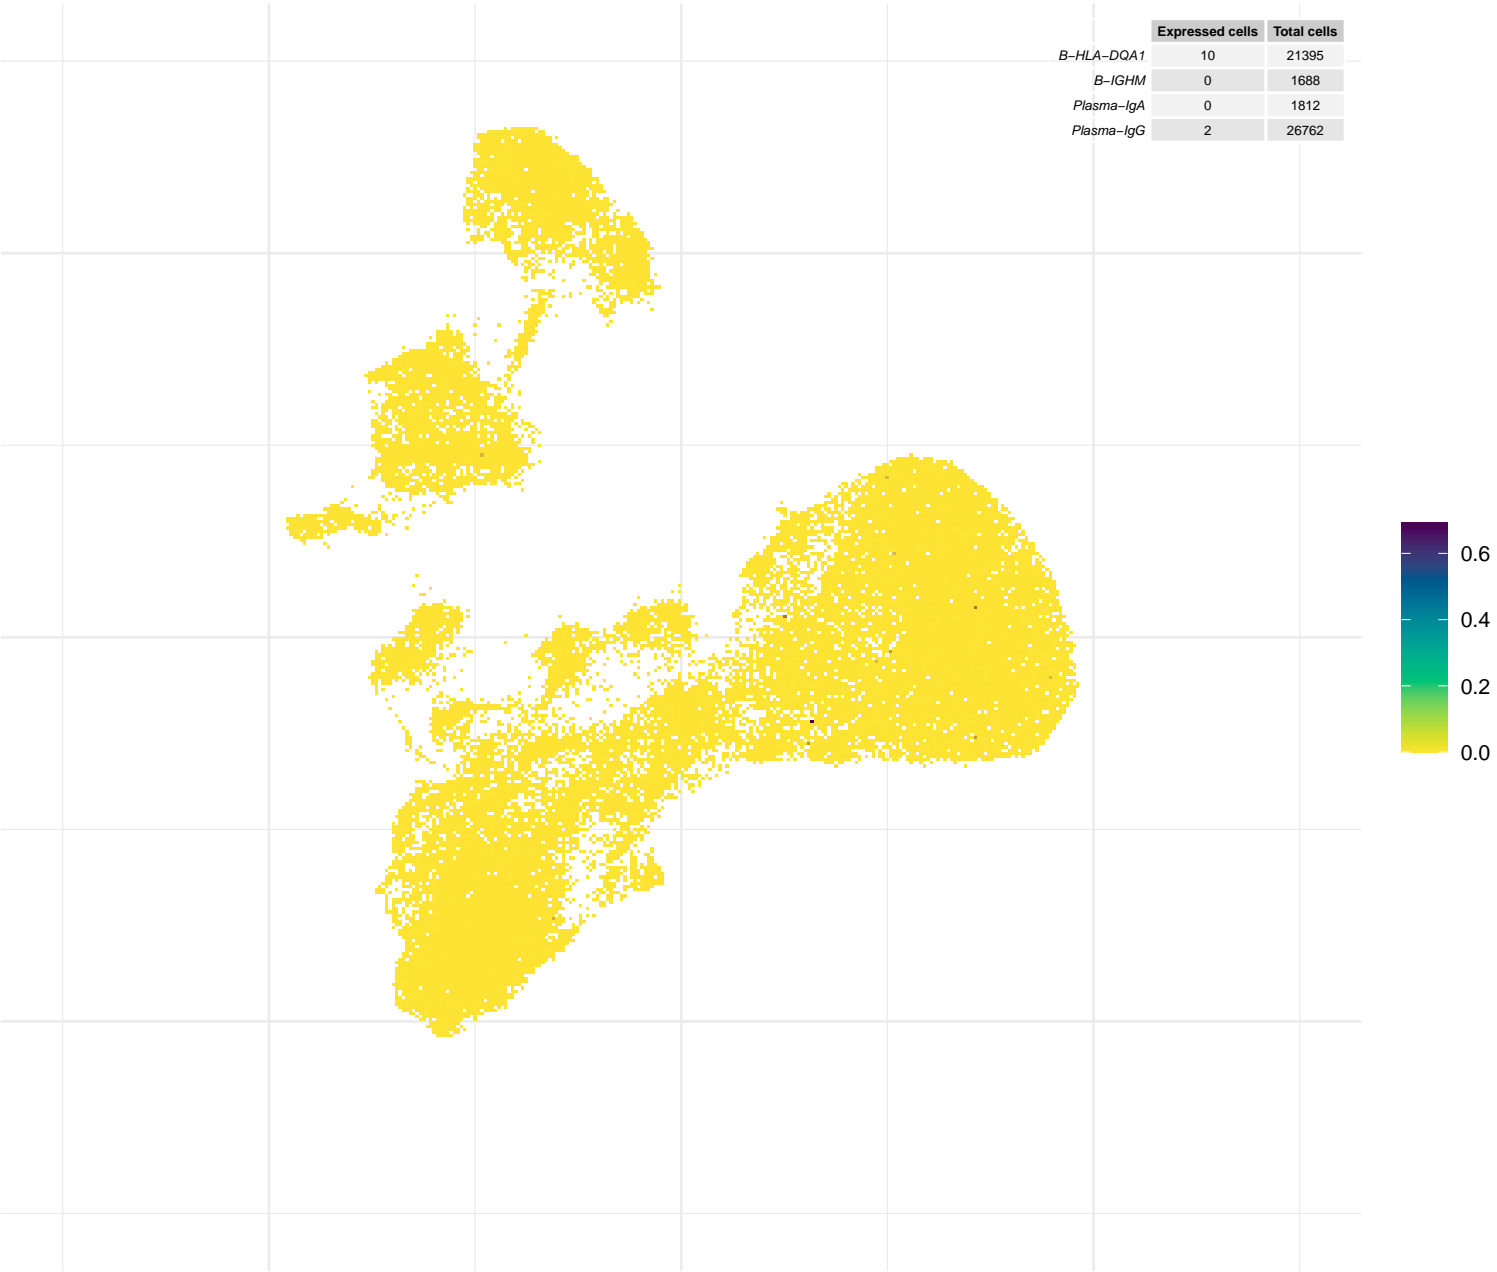 Expressed cells Total cells
B−HLA−DQA1 10 21395
B−IGHM 0 1688
Plasma−IgA 0 1812
Plasma−IgG 2 26762
0.6
0.4
0.2
0.0